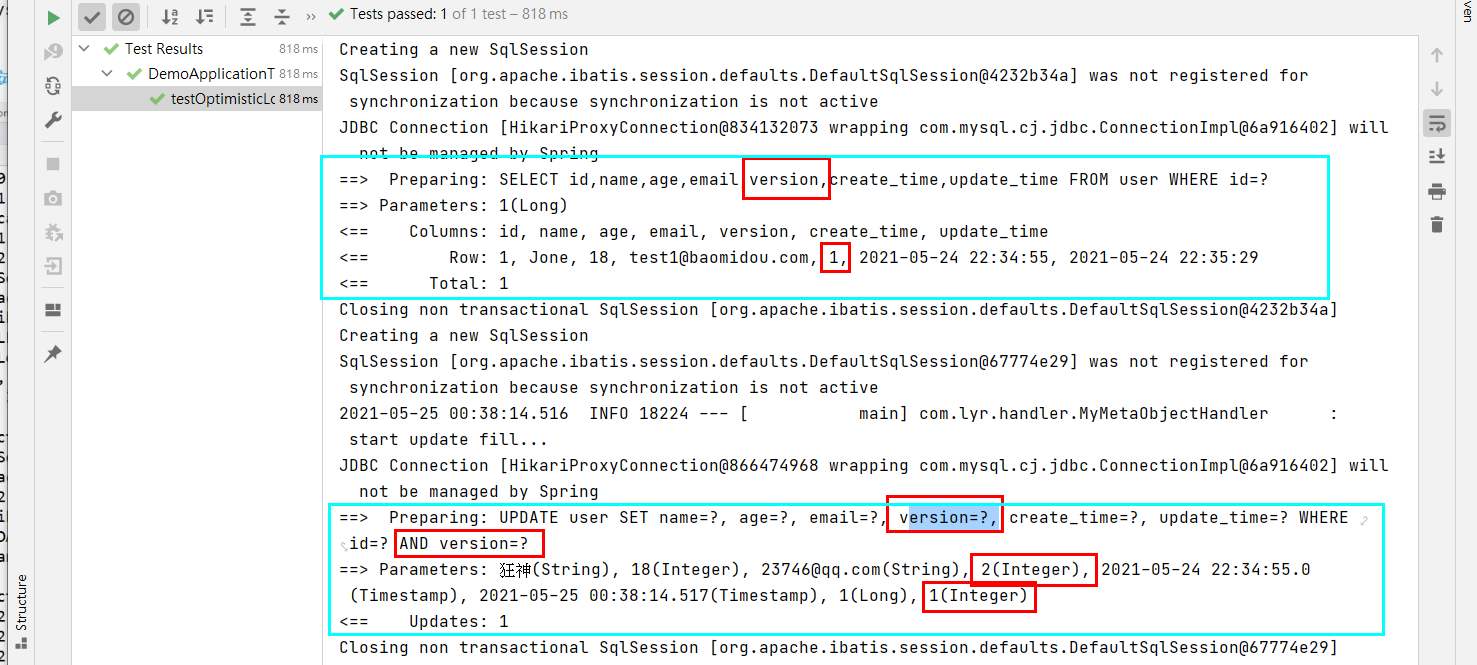 Tests passed: 1 of 1 test – 818 ms
Test Results 818 ms
DemoApplicationT 818 ms
testOptimisticLo 818 ms
Creating a new SqlSession
SqlSession [org.apache.ibatis.session.defaults.DefaultSqlSession@4232b34a] was not registered for
synchronization because synchronization is not active
JDBC Connection [HikariProxyConnection@834132073 wrapping com.mysql.cj.jdbc.ConnectionImpl@6a916402] will
not be managed by Spring
==>  Preparing: SELECT id,name,age,email version,create_time,update_time FROM user WHERE id=?
==> Parameters: 1(Long)
<==    Columns: id, name, age, email, version, create_time, update_time
<==        Row: 1, Jone, 18, test1@baomidou.com, 1, 2021-05-24 22:34:55, 2021-05-24 22:35:29
<==      Total: 1
Closing non transactional SqlSession [org.apache.ibatis.session.defaults.DefaultSqlSession@4232b34a]
Creating a new SqlSession
SqlSession [org.apache.ibatis.session.defaults.DefaultSqlSession@67774e29] was not registered for
synchronization because synchronization is not active
2021-05-25 00:38:14.516  INFO 18224 --- [           main] com.lyr.handler.MyMetaObjectHandler      :
start update fill...
JDBC Connection [HikariProxyConnection@866474968 wrapping com.mysql.cj.jdbc.ConnectionImpl@6a916402] will
not be managed by Spring
==>  Preparing: UPDATE user SET name=?, age=?, email=?, version=?, create_time=?, update_time=? WHERE
id=? AND version=?
==> Parameters: 狂神(String), 18(Integer), 23746@qq.com(String), 2(Integer), 2021-05-24 22:34:55.0
(Timestamp), 2021-05-25 00:38:14.517(Timestamp), 1(Long), 1(Integer)
<==    Updates: 1
Closing non transactional SqlSession [org.apache.ibatis.session.defaults.DefaultSqlSession@67774e29]
Structure
ven